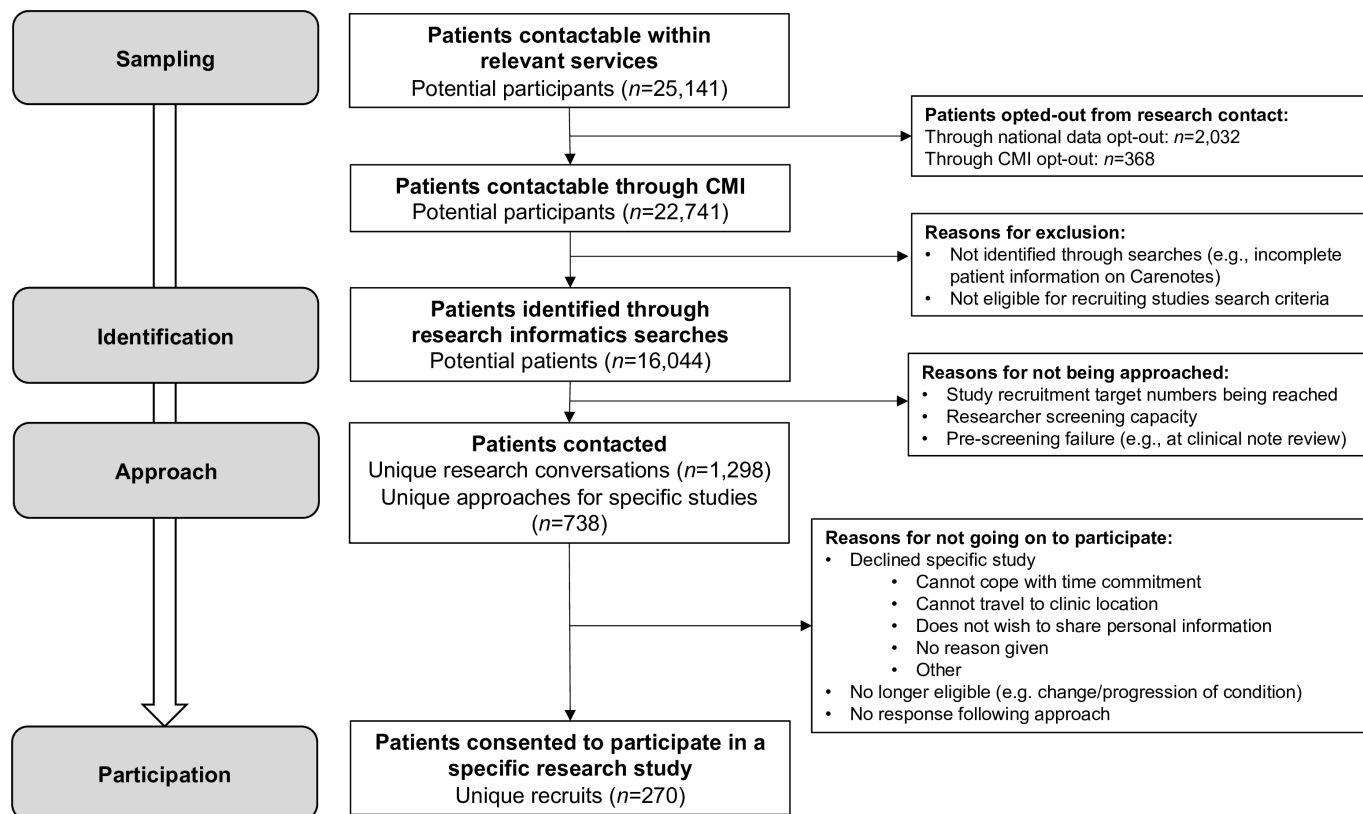 Sampling
Patients contactable within
relevant services
Potential participants (n=25,141)
Patients opted-out from research contact:
Through national data opt-out: n=2,032
Through CMI opt-out: n=368
Patients contactable through CMI
Potential participants (n=22,741)
Reasons for exclusion:
• Not identified through searches (e.g., incomplete
patient information on Carenotes)
• Not eligible for recruiting studies search criteria
Identification
Patients identified through
research informatics searches
Potential patients (n=16,044)
Reasons for not being approached:
• Study recruitment target numbers being reached
• Researcher screening capacity
• Pre-screening failure (e.g., at clinical note review)
Approach
Patients contacted
Unique research conversations (n=1,298)
Unique approaches for specific studies
(n=738)
Reasons for not going on to participate:
• Declined specific study
• Cannot cope with time commitment
• Cannot travel to clinic location
• Does not wish to share personal information
• No reason given
• Other
• No longer eligible (e.g. change/progression of condition)
• No response following approach
Participation
Patients consented to participate in a
specific research study
Unique recruits (n=270)